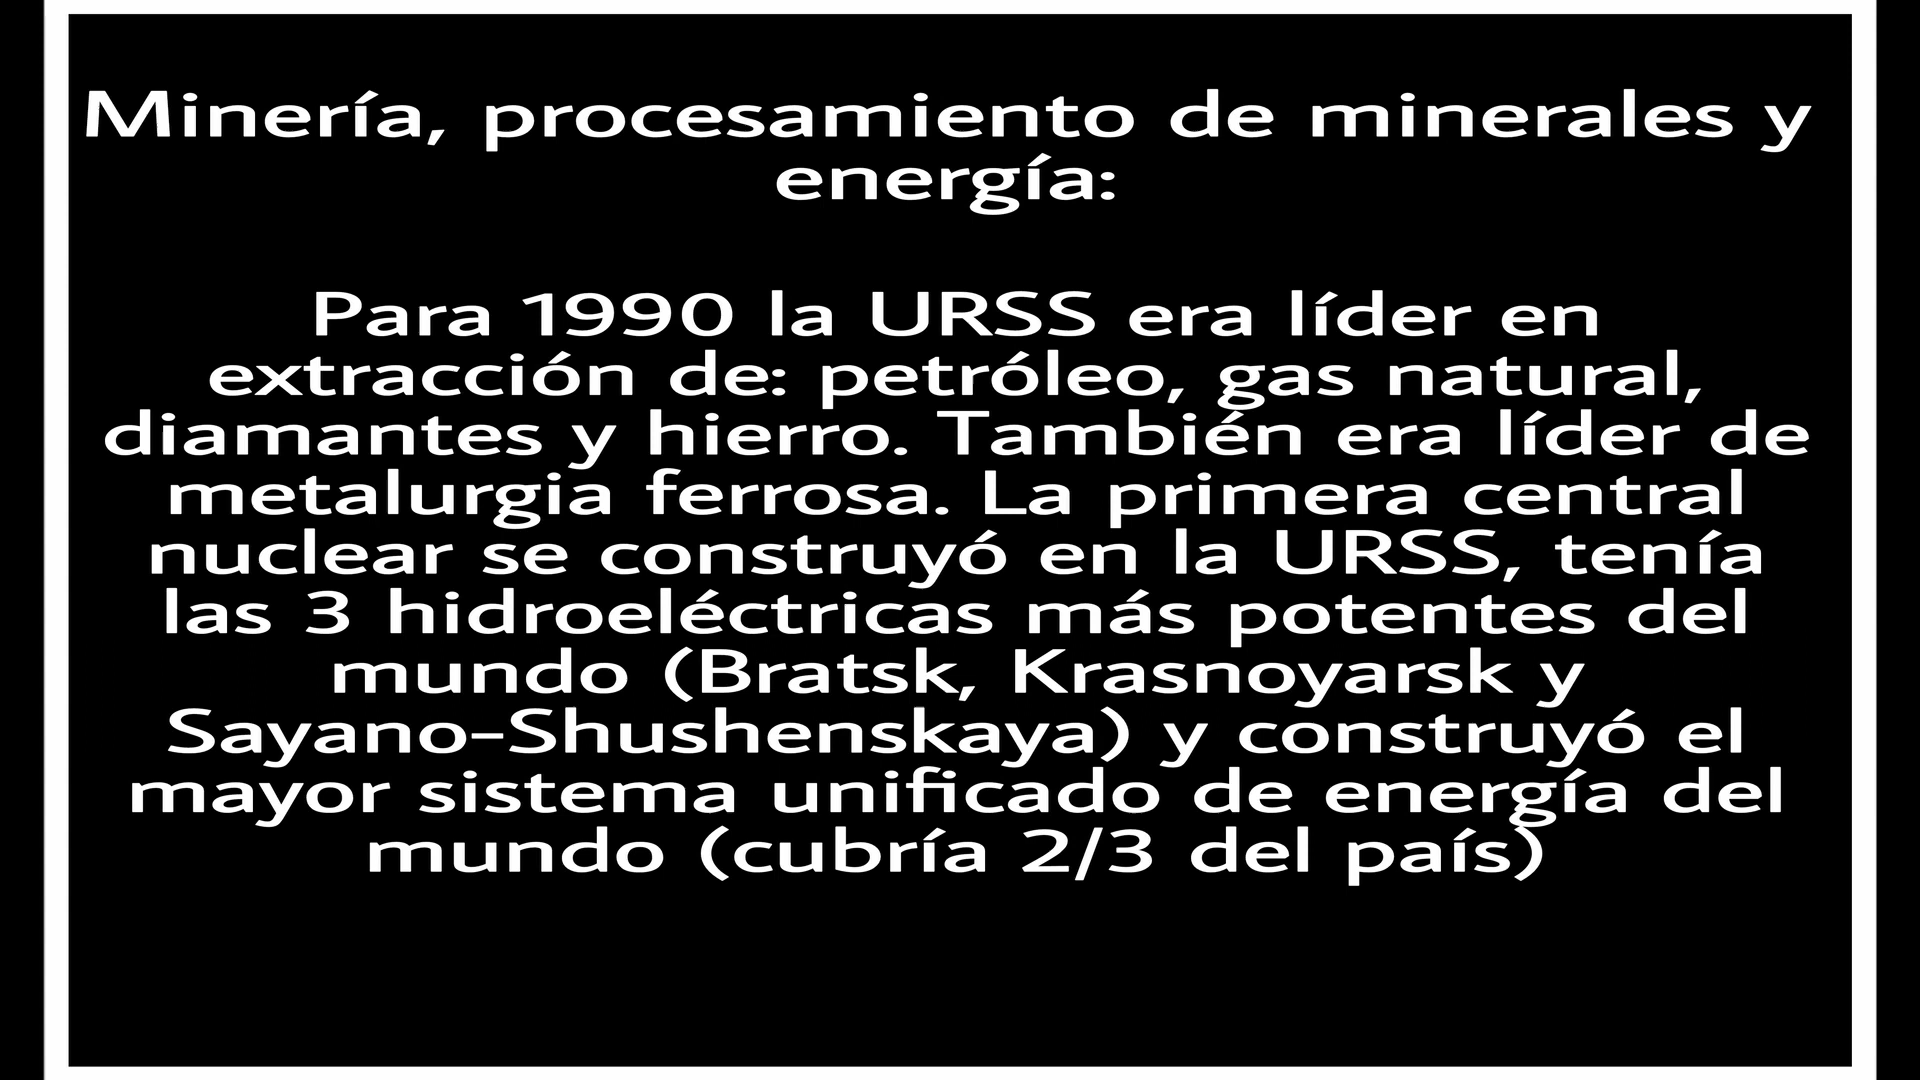 Minería, procesamiento de minerales y
energía:
Para 1990 la URSS era líder en
extracción de: petróleo, gas natural,
diamantes y hierro. También era líder de
metalurgia ferrosa. La primera central
nuclear se construyó en la URSS, tenía
las 3 hidroeléctricas más potentes del
mundo (Bratsk, Krasnoyarsk y
Sayano–Shushenskaya) y construyó el
mayor sistema unificado de energía del
mundo (cubría 2/3 del país)